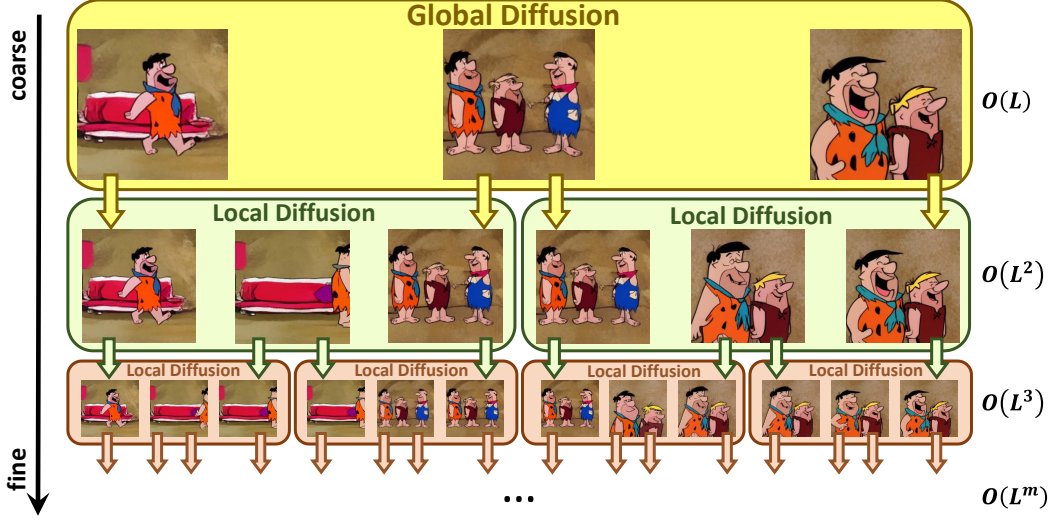 Global Diffusion
coarse
O(L)
Local Diffusion
Local Diffusion
O(L²)
Local Diffusion
Local Diffusion
Local Diffusion
Local Diffusion
O(L³)
fine
...
O(Lᵐ)